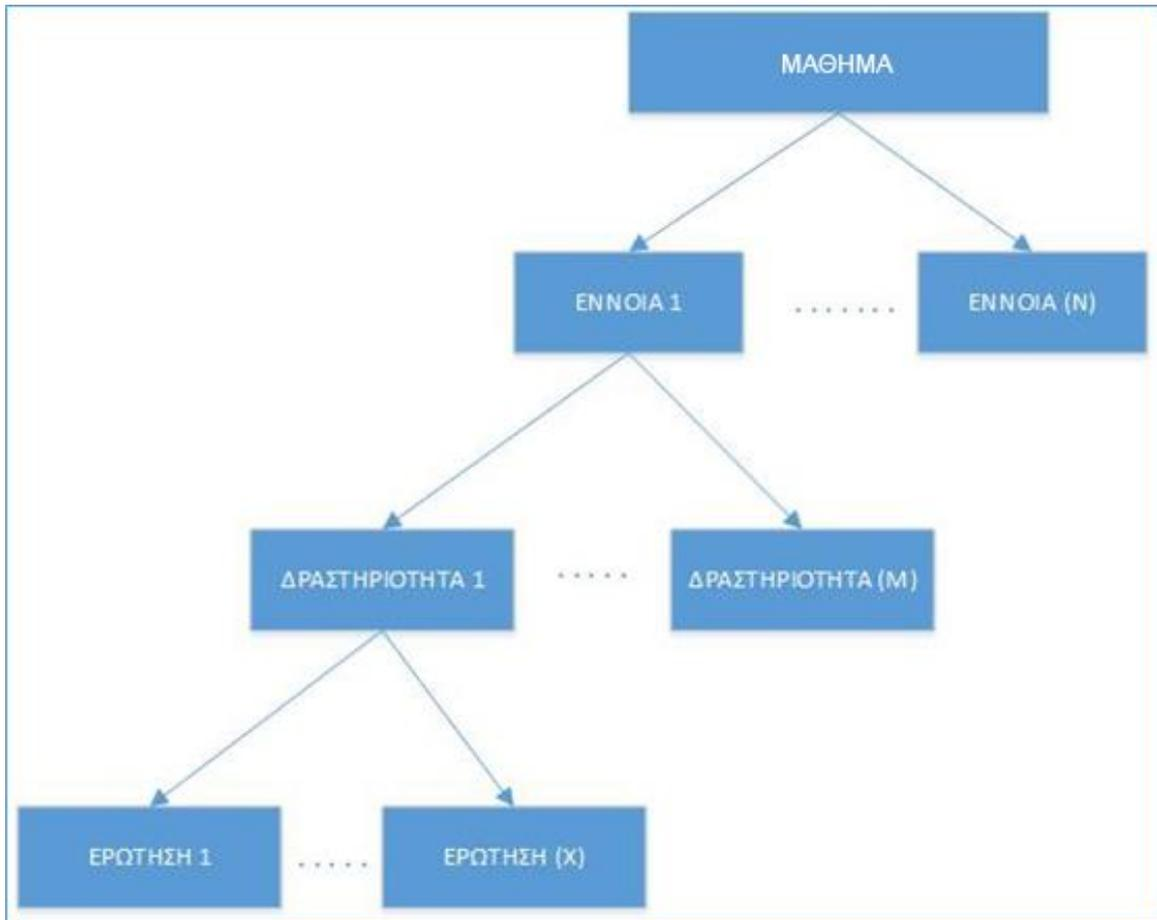 ΜΑΘΗΜΑ
ΕΝΝΟΙΑ 1
.......
ΕΝΝΟΙΑ (Ν)
ΔΡΑΣΤΗΡΙΟΤΗΤΑ 1
.....
ΔΡΑΣΤΗΡΙΟΤΗΤΑ (Μ)
ΕΡΩΤΗΣΗ 1
.....
ΕΡΩΤΗΣΗ (Χ)